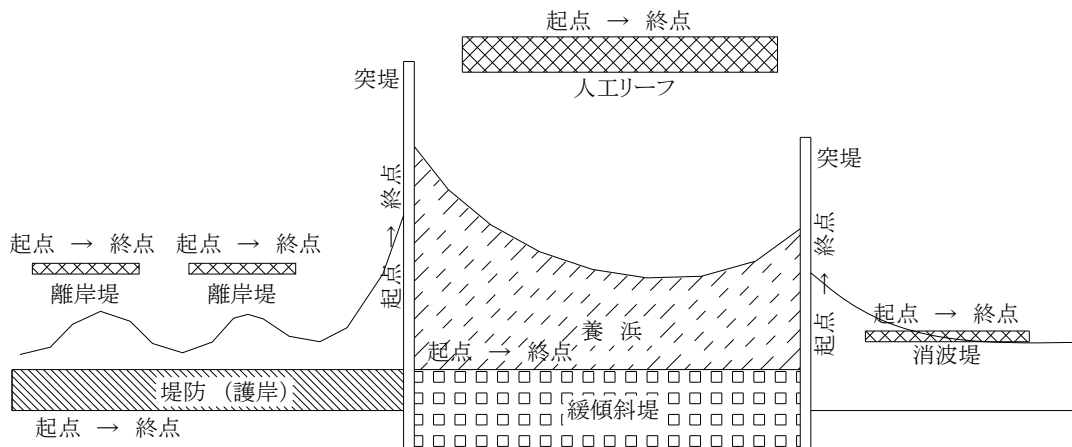 起点 → 終点
人工リーフ
突堤
突堤
起点 → 終点
起点 → 終点
起点 → 終点
起点 → 終点
離岸堤
離岸堤
起点 → 終点
消波堤
養 浜
起点 → 終点
堤防 （護岸）
緩傾斜堤
起点 → 終点